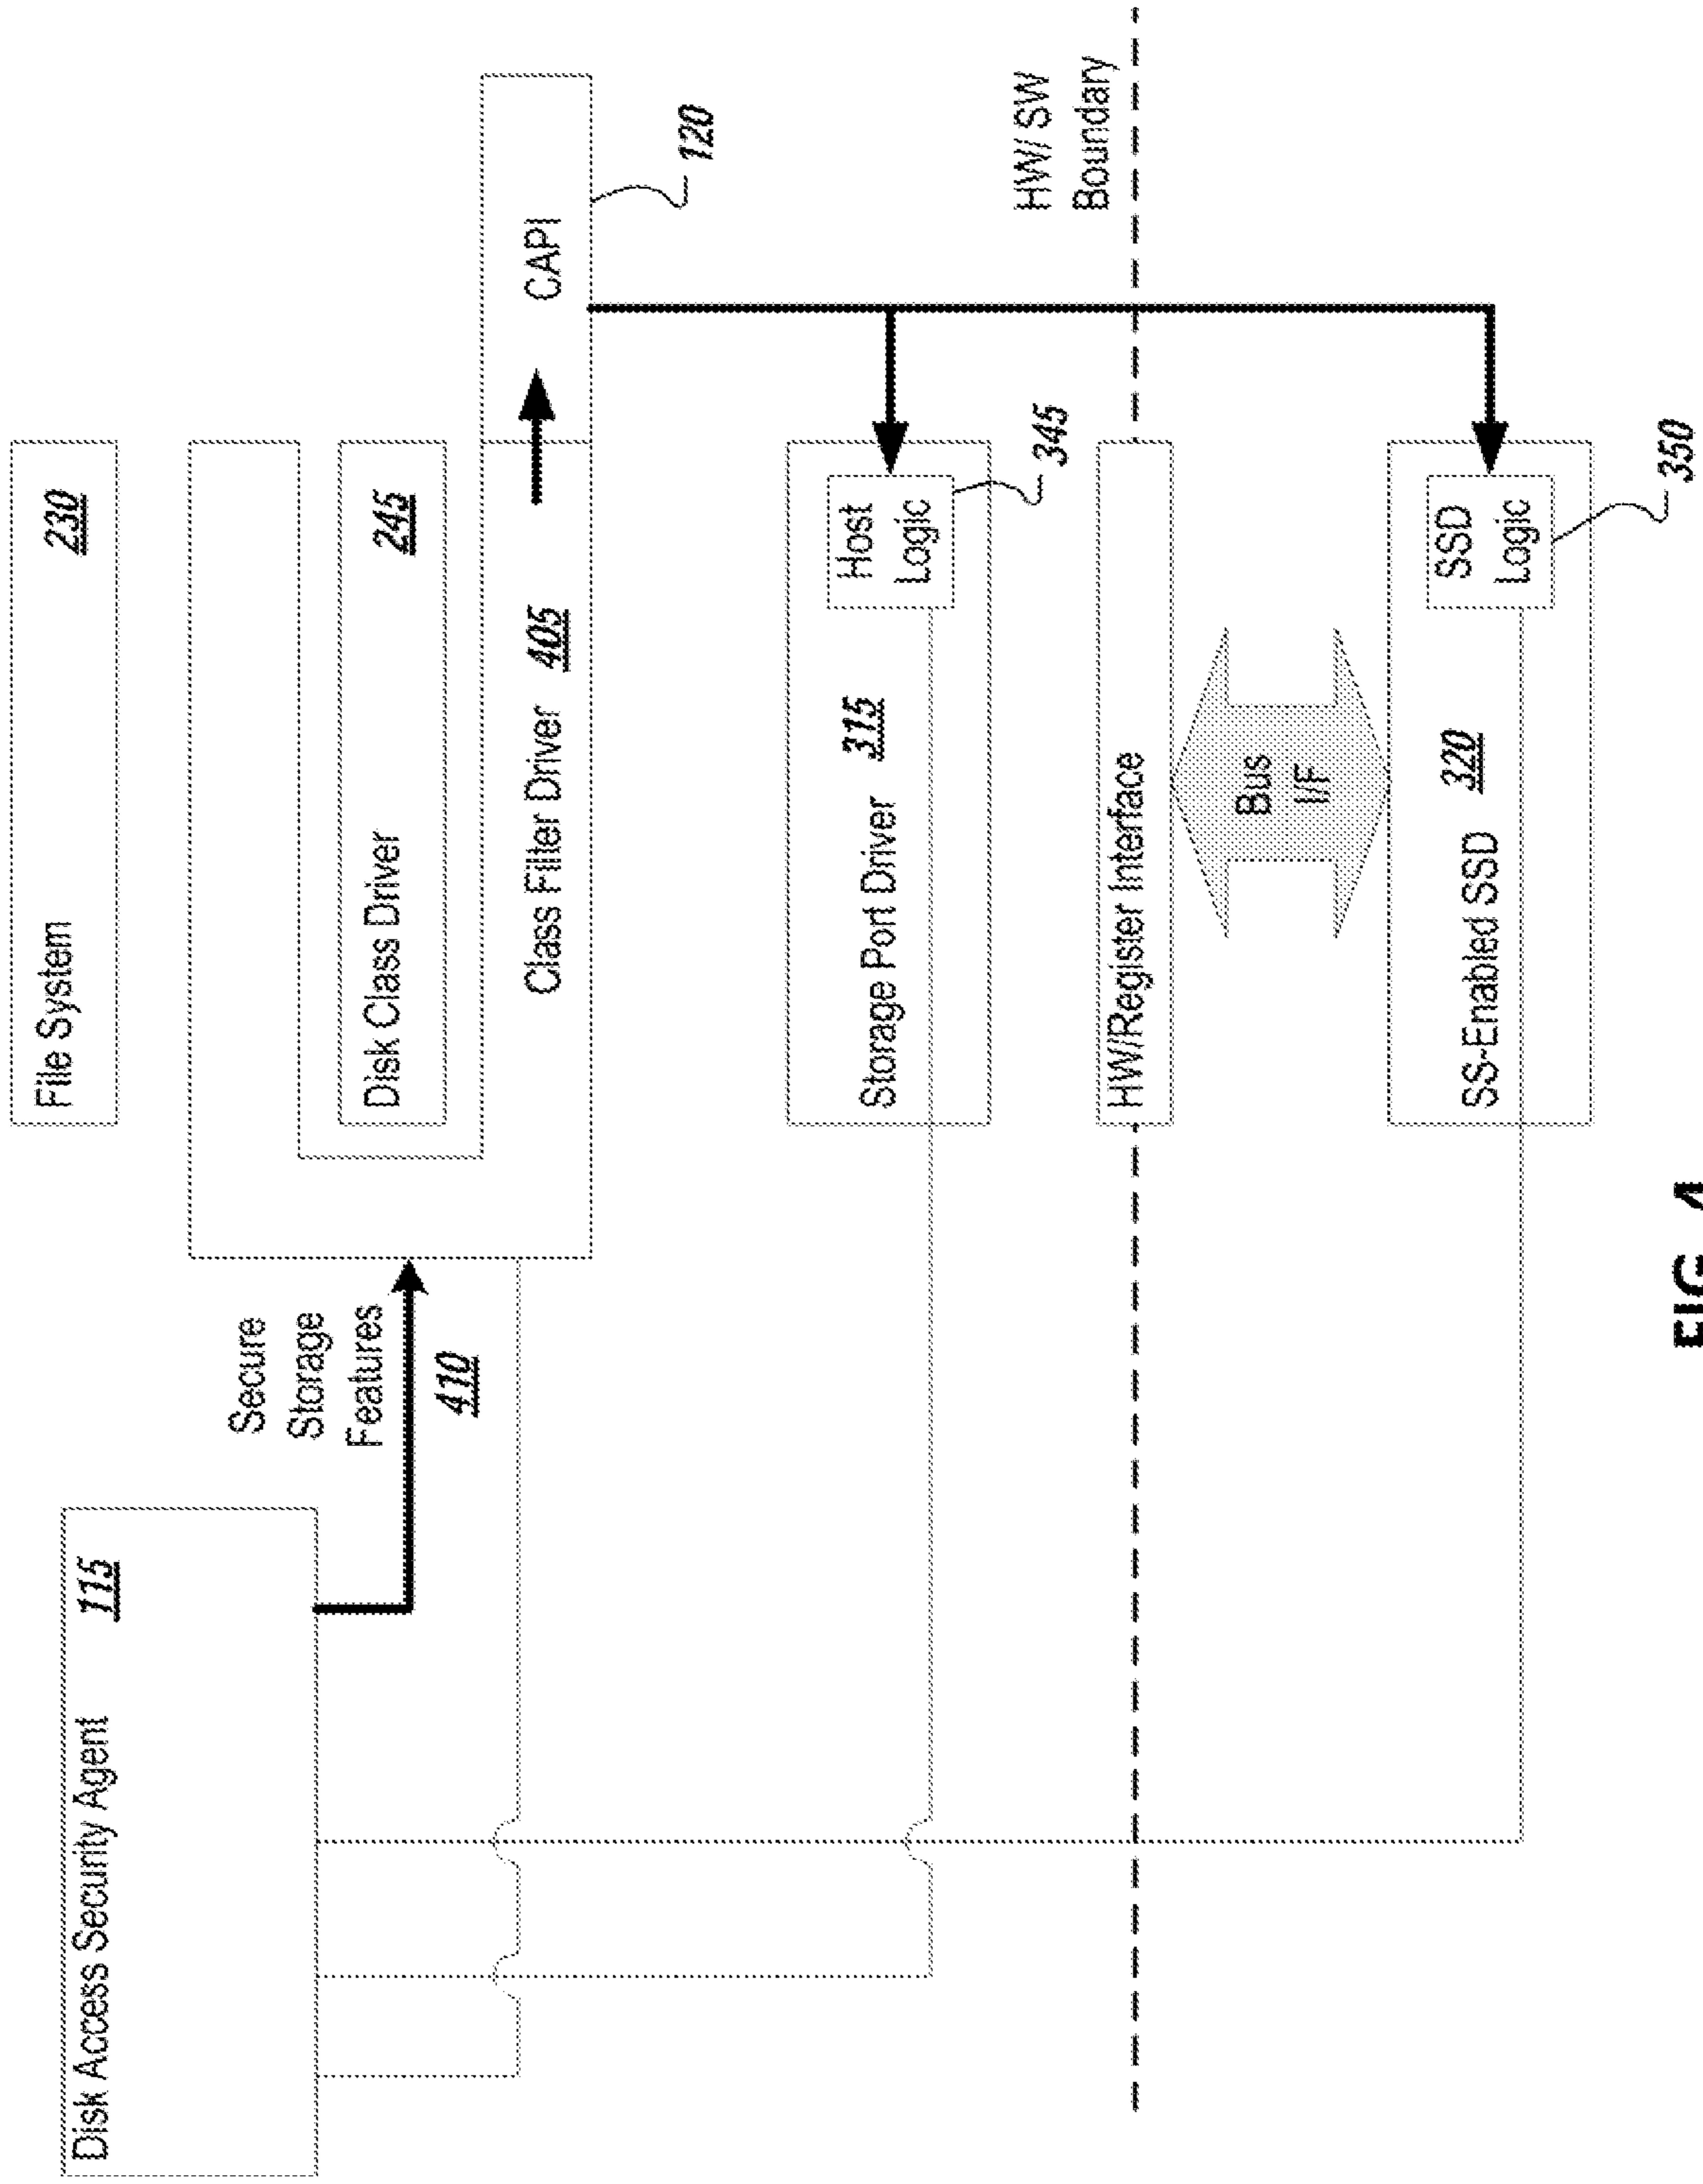 File System 230
Disk Access Security Agent 115
Secure
Storage
Features
410
Disk Class Driver 245
Class Filter Driver 405
CAPI
120
Storage Port Driver 315
Host
Logic
345
HW/ SW
Boundary
HW/Register Interface
Bus
I/F
SS-Enabled SSD 320
SSD
Logic
350
FIG. 4